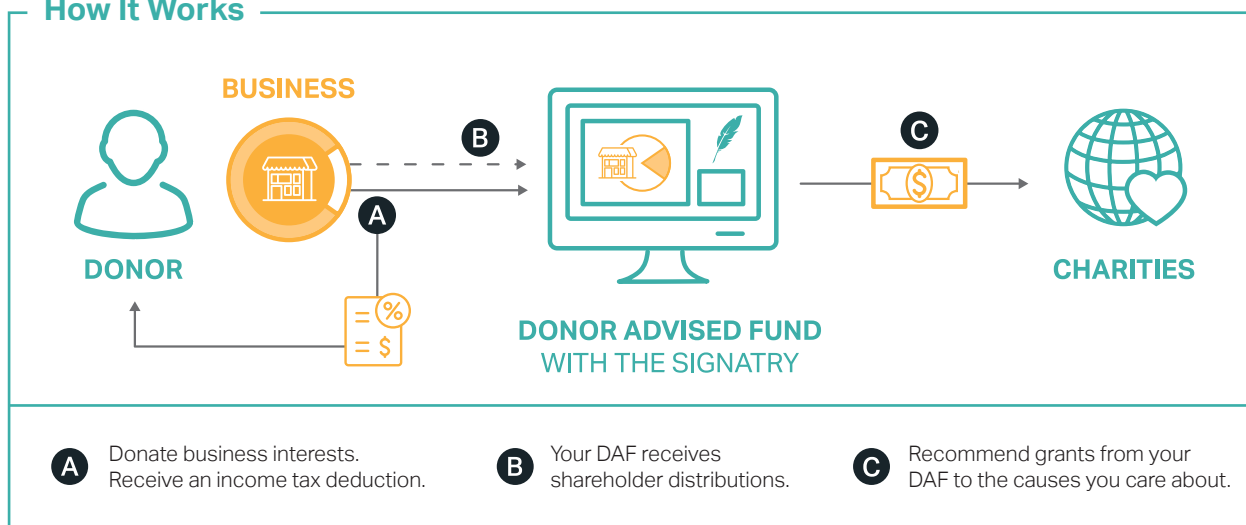 How It Works
BUSINESS
B
C
$
A
DONOR
CHARITIES
%
=
= $
DONOR ADVISED FUND
WITH THE SIGNATRY
A
Donate business interests.
Receive an income tax deduction.
B
Your DAF receives
shareholder distributions.
C
Recommend grants from your
DAF to the causes you care about.